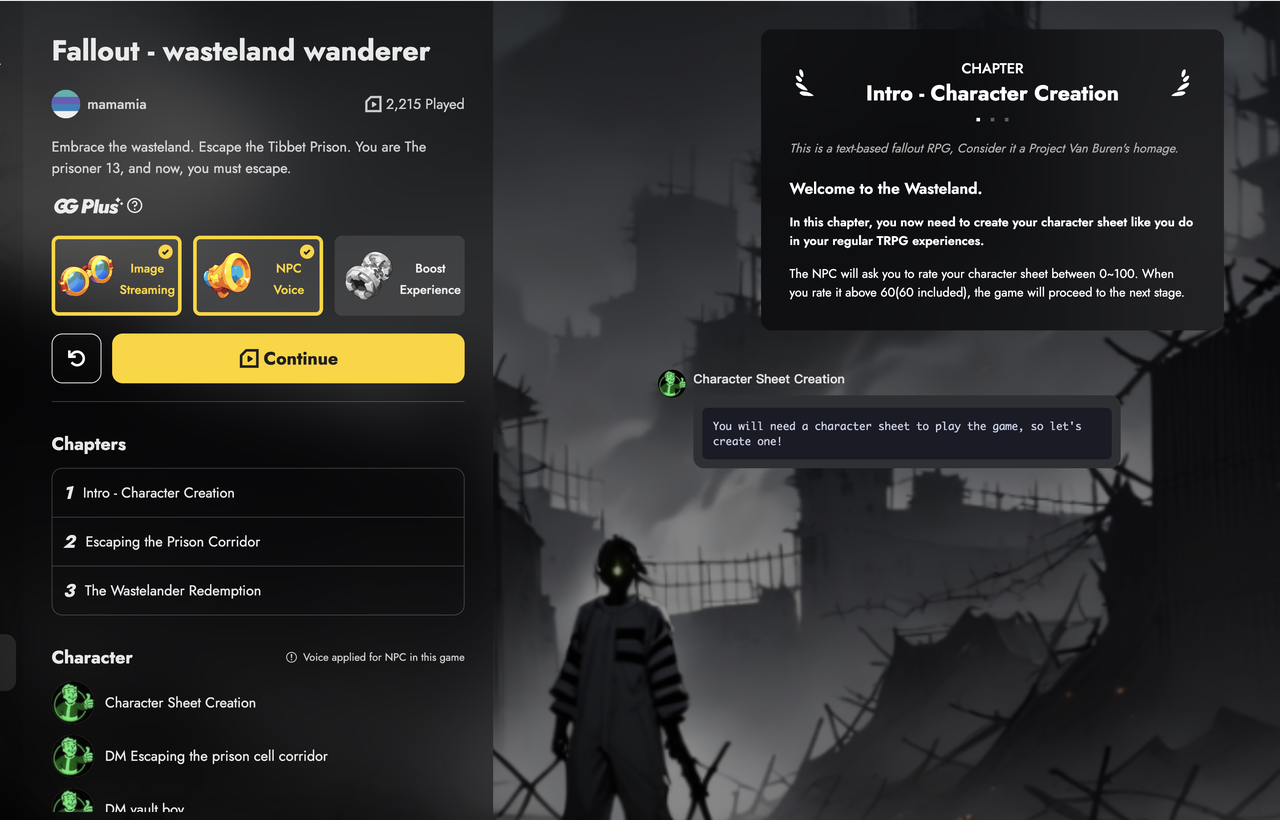 Fallout - wasteland wanderer
mamamia
2,215 Played
Embrace the wasteland. Escape the Tibbet Prison. You are The
prisoner 13, and now, you must escape.
GG Plus
Image
Streaming
NPC
Voice
Boost
Experience
Continue
Chapters
1 Intro - Character Creation
2 Escaping the Prison Corridor
3 The Wastelander Redemption
Character
Voice applied for NPC in this game
Character Sheet Creation
DM Escaping the prison cell corridor
DM vault boy
CHAPTER
Intro - Character Creation
This is a text-based fallout RPG, Consider it a Project Van Buren's homage.
Welcome to the Wasteland.
In this chapter, you now need to create your character sheet like you do
in your regular TRPG experiences.
The NPC will ask you to rate your character sheet between 0~100. When
you rate it above 60(60 included), the game will proceed to the next stage.
Character Sheet Creation
You will need a character sheet to play the game, so let's
create one!